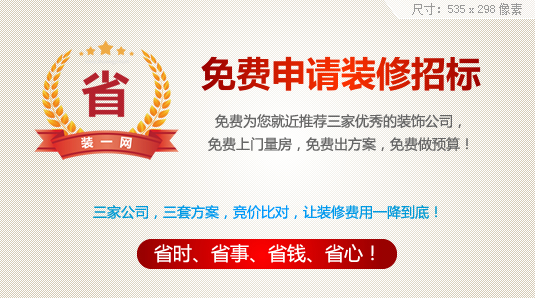 尺寸：535 x 298 像素
省
装一网
免费申请装修招标
免费为您就近推荐三家优秀的装饰公司，
免费上门量房，免费出方案，免费做预算！
三家公司，三套方案，竞价比对，让装修费用一降到底！
省时、省事、省钱、省心！